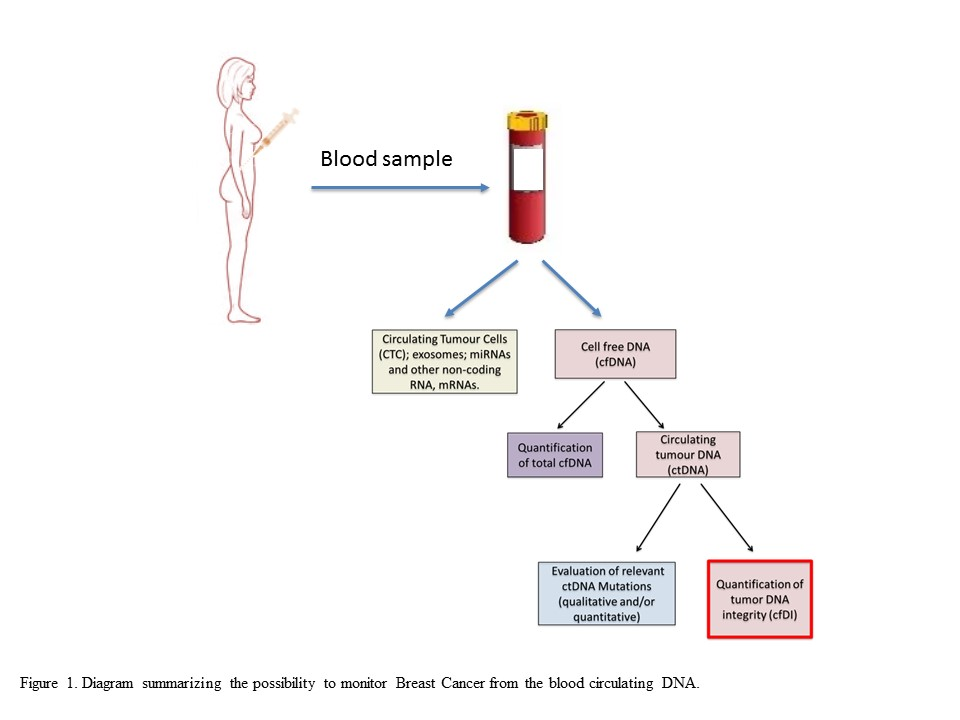 Blood sample
Circulating Tumour Cells
(CTC); exosomes; miRNAs
and other non-coding
RNA, mRNAs.
Cell free DNA
(cfDNA)
Quantification
of total cfDNA
Circulating
tumour DNA
(ctDNA)
Evaluation of relevant
ctDNA Mutations
(qualitative and/or
quantitative)
Quantification of
tumor DNA
integrity (cfDI)
Figure 1. Diagram summarizing the possibility to monitor Breast Cancer from the blood circulating DNA.